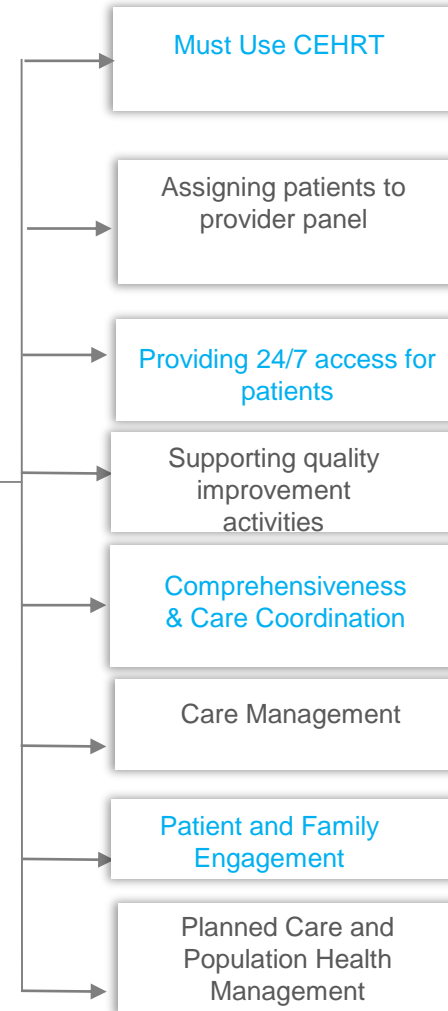 Must Use CEHRT
Assigning patients to
provider panel
Providing 24/7 access for
patients
Supporting quality
improvement
activities
Comprehensiveness
& Care Coordination
Care Management
Patient and Family
Engagement
Planned Care and
Population Health
Management